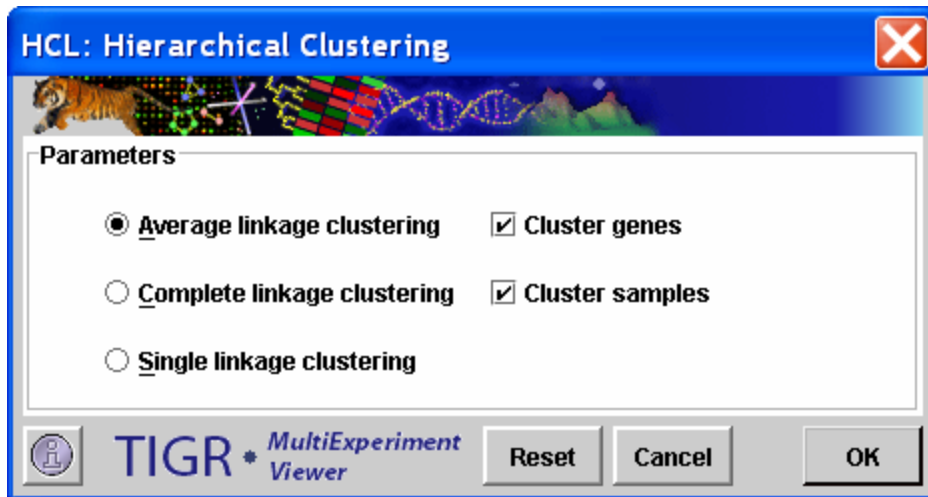 HCL: Hierarchical Clustering
Parameters
Average linkage clustering
Cluster genes
Complete linkage clustering
Cluster samples
Single linkage clustering
TIGR • MultiExperiment
Viewer
Reset
Cancel
OK